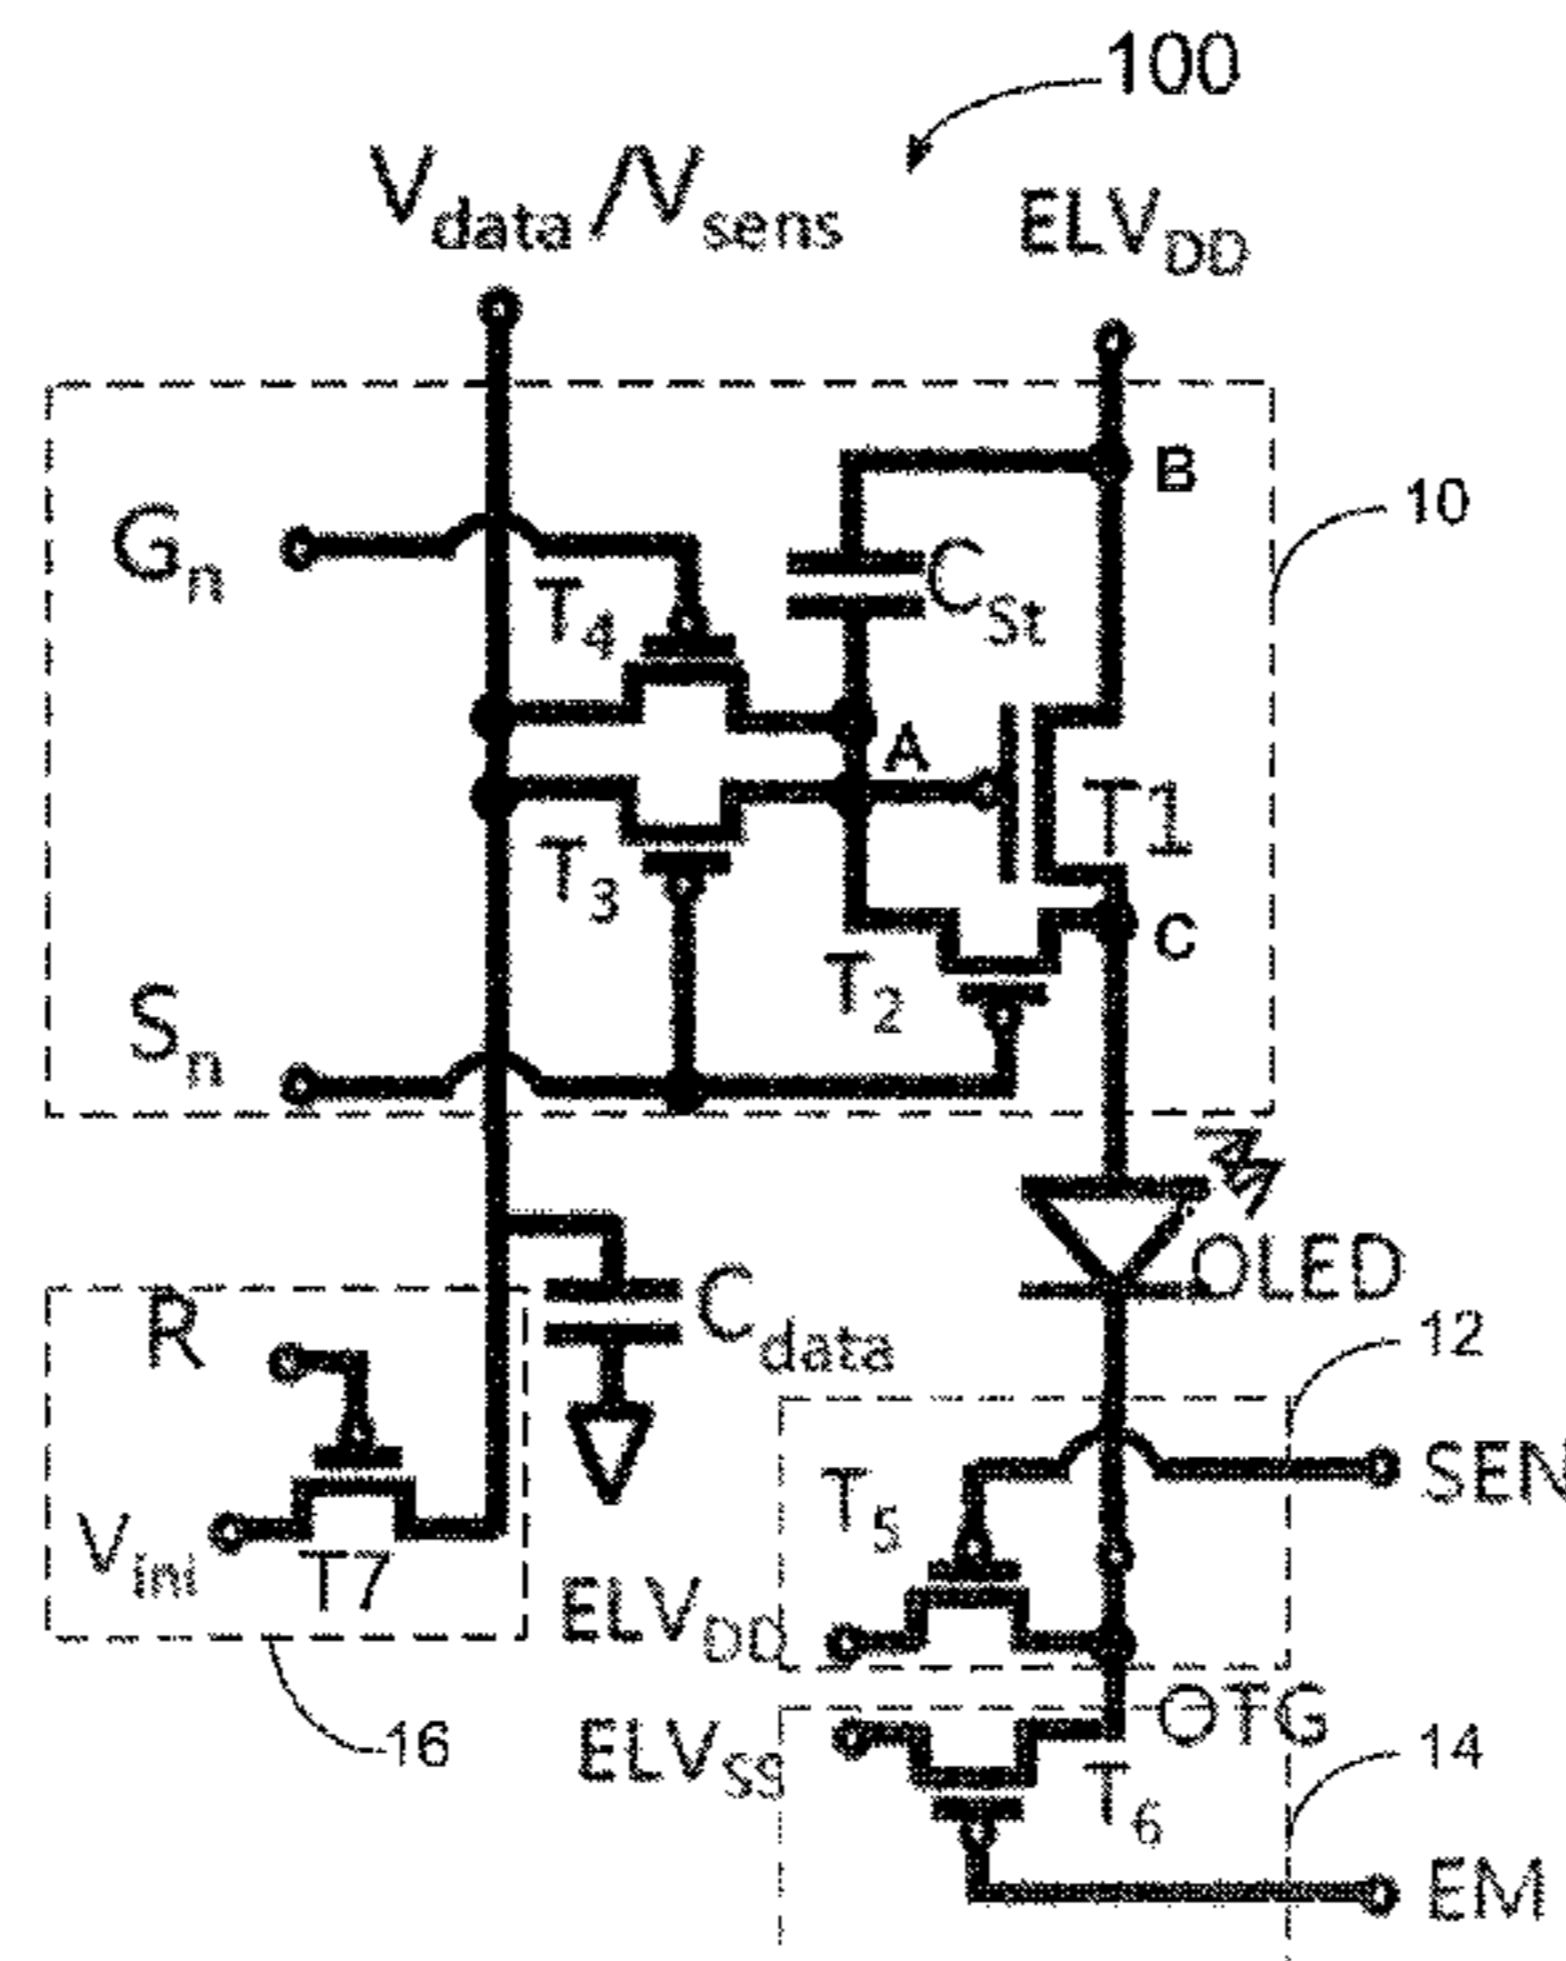 100
Vdata/Vsens
ELVDD
B
10
Gn
T4
CSt
A
T1
T3
C
T2
Sn
OLED
R
Cdata
12
T5
SEN
Vini
T7
ELVDD
OTG
16
ELVSS
14
T6
EM